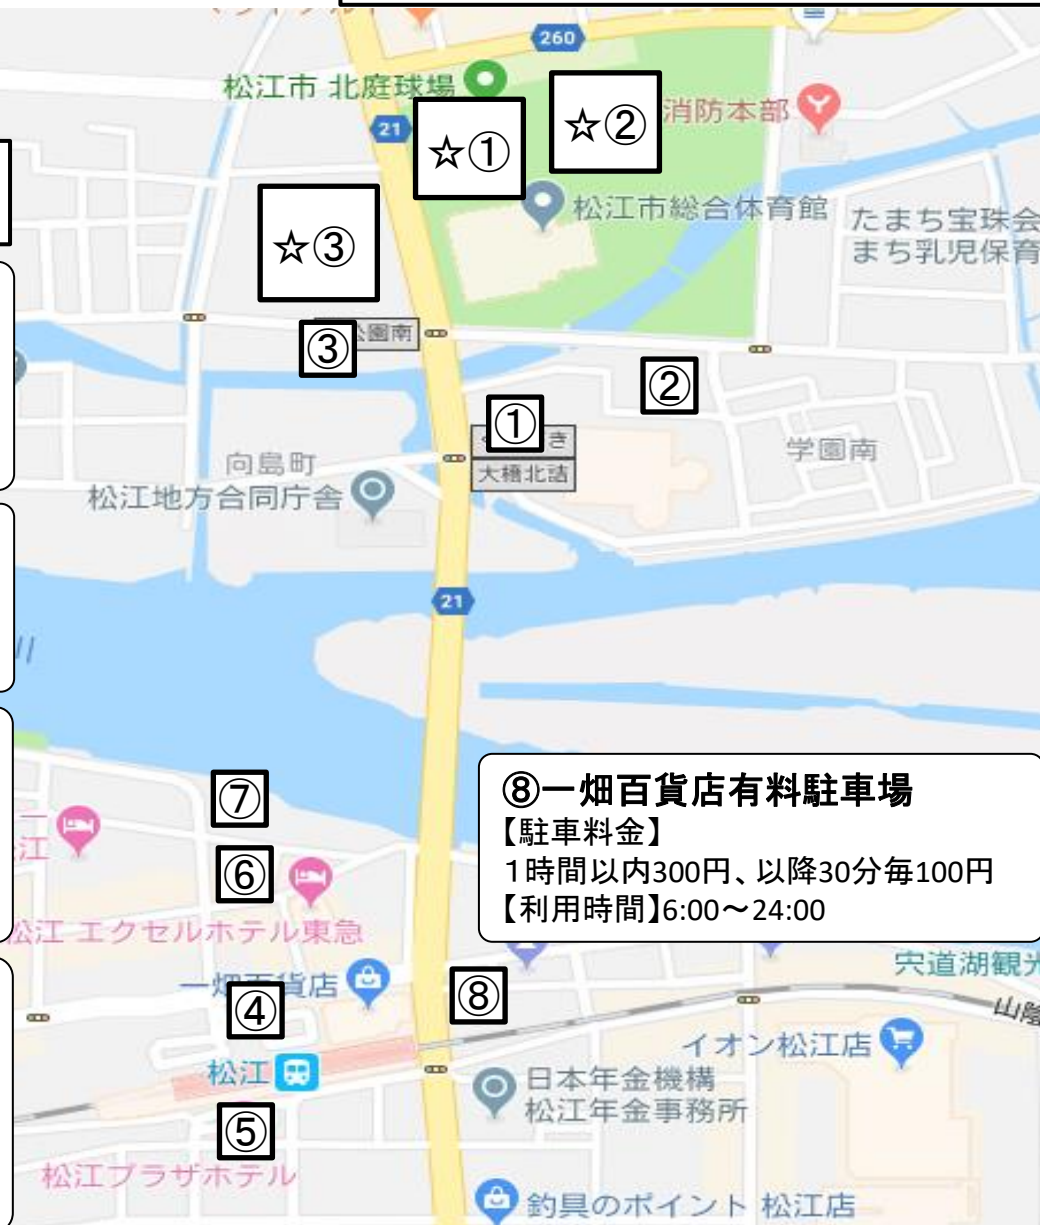 260
松江市 北庭球場
☆②
消防本部
21
☆①
松江市総合体育館
たまち宝珠会
まち乳児保育
☆③
公園南
③
②
①
き
大橋北詰
学園南
向島町
松江地方合同庁舎
21
⑦
⑧一畑百貨店有料駐車場
【駐車料金】
1時間以内300円、以降30分毎100円
【利用時間】6:00～24:00
江
⑥
松江 エクセルホテル東急
宍道湖観光
一畑百貨店
⑧
④
山陰
イオン松江店
松江
日本年金機構
松江年金事務所
⑤
松江プラザホテル
釣具のポイント 松江店